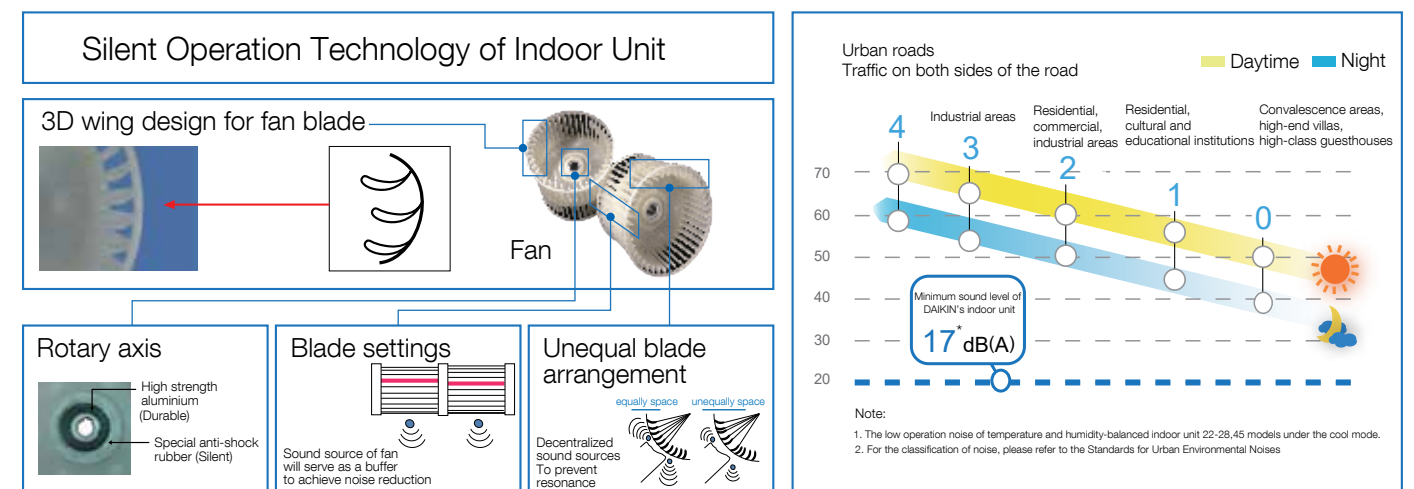 Silent Operation Technology of Indoor Unit
3D wing design for fan blade
Fan
Rotary axis
High strength
aluminium
(Durable)
Special anti-shock
rubber (Silent)
Blade settings
Sound source of fan
will serve as a buffer
to achieve noise reduction
Unequal blade
arrangement
equally space
unequally space
Decentralized
sound sources
To prevent
resonance
Urban roads
Traffic on both sides of the road
Daytime
Night
4
Industrial areas
3
Residential,
commercial,
industrial areas
2
Residential,
cultural and
educational institutions
1
Convalescence areas,
high-end villas,
high-class guesthouses
0
70
60
50
40
30
20
Minimum sound level of
DAIKIN's indoor unit
17* dB(A)
Note:
1. The low operation noise of temperature and humidity-balanced indoor unit 22-28,45 models under the cool mode.
2. For the classification of noise, please refer to the Standards for Urban Environmental Noises